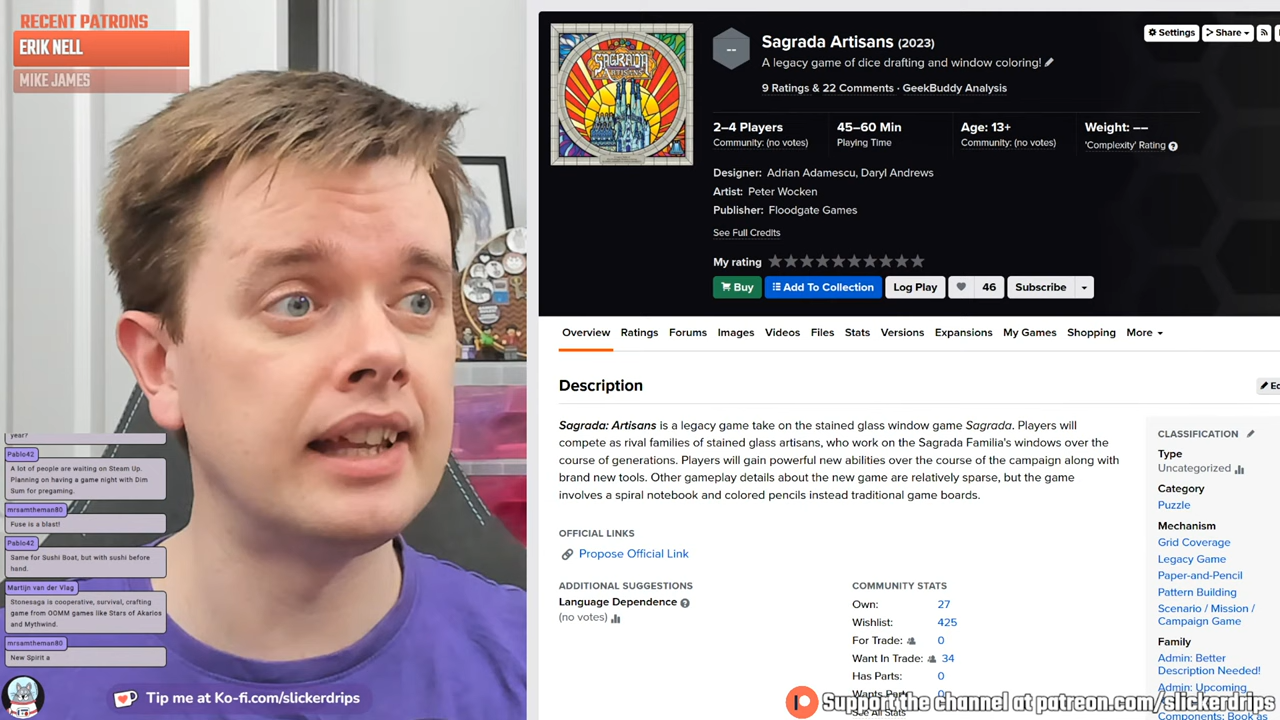 RECENT PATRONS
ERIK NELL
MIKE JAMES
year?
Pablo42
A lot of people are waiting on Steam Up.
Planning on having a game night with Dim
Sum for pregaming.
mrsamtheman80
Fuse is a blast!
Pablo42
Same for Sushi Boat, but with sushi before
hand.
Martijn van der Vlag
Stonesaga is cooperative, survival, crafting
game from OOMM games like Stars of Akarios
and Mythwind.
mrsamtheman80
New Spirit a
Tip me at Ko-fi.com/slickerdrips
SAGRADA
ARTISANS
--
Sagrada Artisans (2023)
A legacy game of dice drafting and window coloring!
9 Ratings & 22 Comments · GeekBuddy Analysis
Settings
Share
2–4 Players
Community: (no votes)
45–60 Min
Playing Time
Age: 13+
Community: (no votes)
Weight: ––
'Complexity' Rating
Designer: Adrian Adamescu, Daryl Andrews
Artist: Peter Wocken
Publisher: Floodgate Games
See Full Credits
My rating
Buy
Add To Collection
Log Play
46
Subscribe
Overview Ratings Forums Images Videos Files Stats Versions Expansions My Games Shopping More
Description
Ed
Sagrada: Artisans is a legacy game take on the stained glass window game Sagrada. Players will
compete as rival families of stained glass artisans, who work on the Sagrada Familia's windows over the
course of generations. Players will gain powerful new abilities over the course of the campaign along with
brand new tools. Other gameplay details about the new game are relatively sparse, but the game
involves a spiral notebook and colored pencils instead traditional game boards.
OFFICIAL LINKS
Propose Official Link
ADDITIONAL SUGGESTIONS
Language Dependence
(no votes)
COMMUNITY STATS
Own: 27
Wishlist: 425
For Trade: 0
Want In Trade: 34
Has Parts: 0
Wants Parts
See All Stats
CLASSIFICATION
Type
Uncategorized
Category
Puzzle
Mechanism
Grid Coverage
Legacy Game
Paper-and-Pencil
Pattern Building
Scenario / Mission /
Campaign Game
Family
Admin: Better
Description Needed!
Admin: Upcoming
Components: Book as
Support the channel at patreon.com/slickerdrips